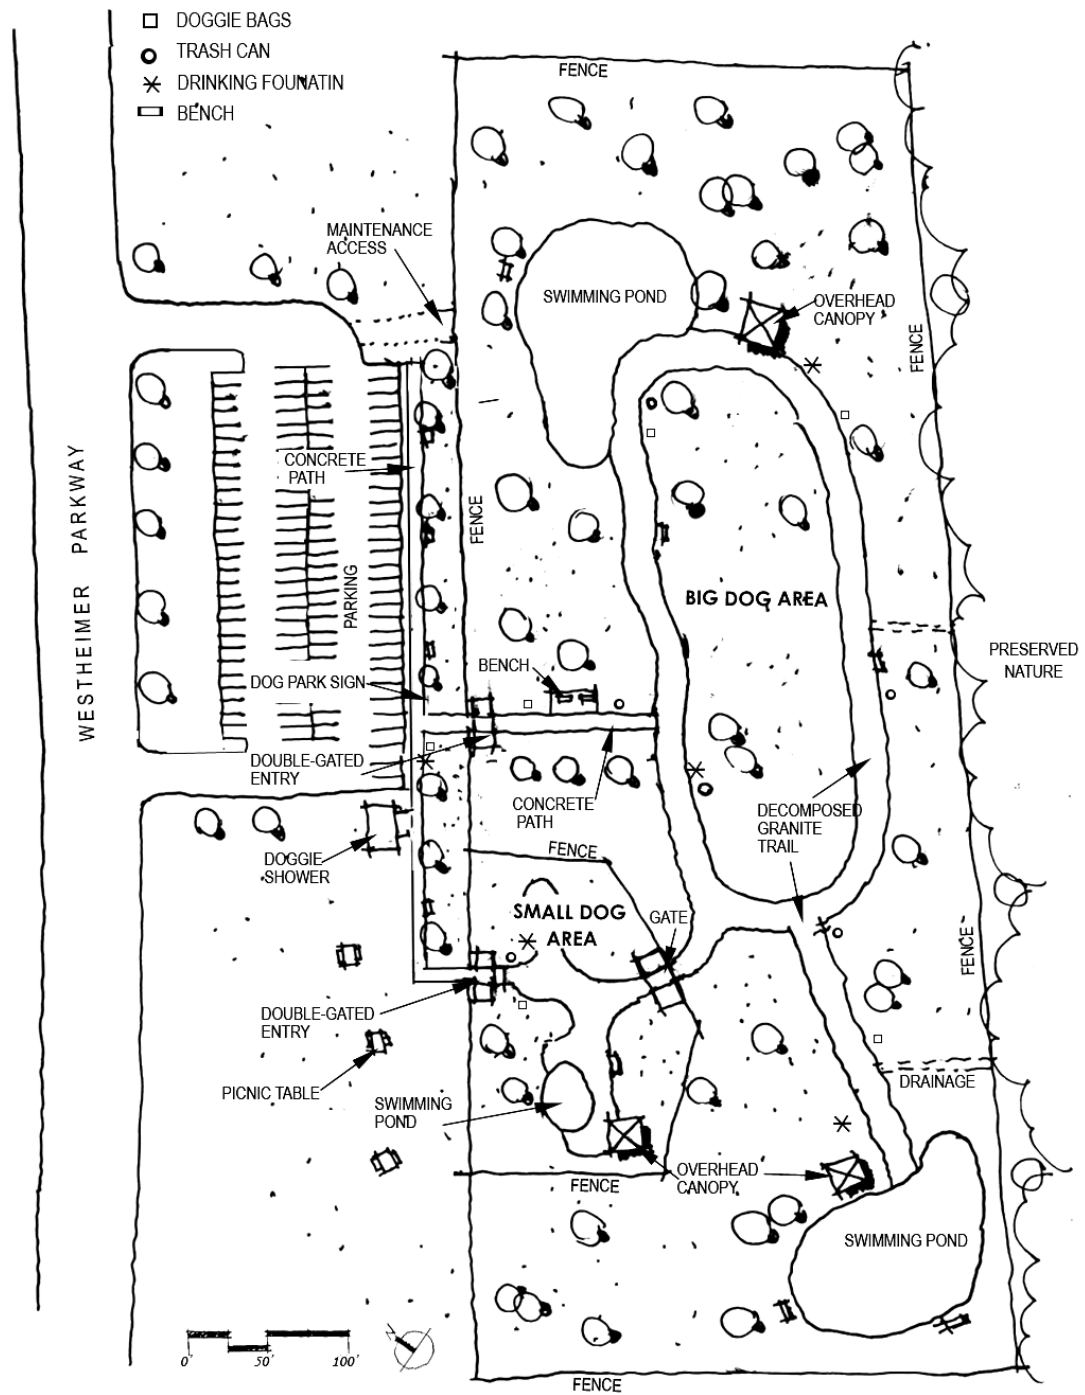 DOGGIE BAGS
TRASH CAN
DRINKING FOUNATIN
BENCH
FENCE
MAINTENANCE
ACCESS
SWIMMING POND
OVERHEAD
CANOPY
FENCE
WESTHEIMER PARKWAY
CONCRETE
PATH
FENCE
PARKING
BIG DOG AREA
PRESERVED
NATURE
BENCH
DOG PARK SIGN
DOUBLE-GATED
ENTRY
CONCRETE
PATH
DECOMPOSED
GRANITE
TRAIL
DOGGIE
SHOWER
FENCE
SMALL DOG
AREA
GATE
FENCE
DOUBLE-GATED
ENTRY
PICNIC TABLE
SWIMMING
POND
DRAINAGE
OVERHEAD
CANOPY
FENCE
SWIMMING POND
0' 50' 100'
N
FENCE